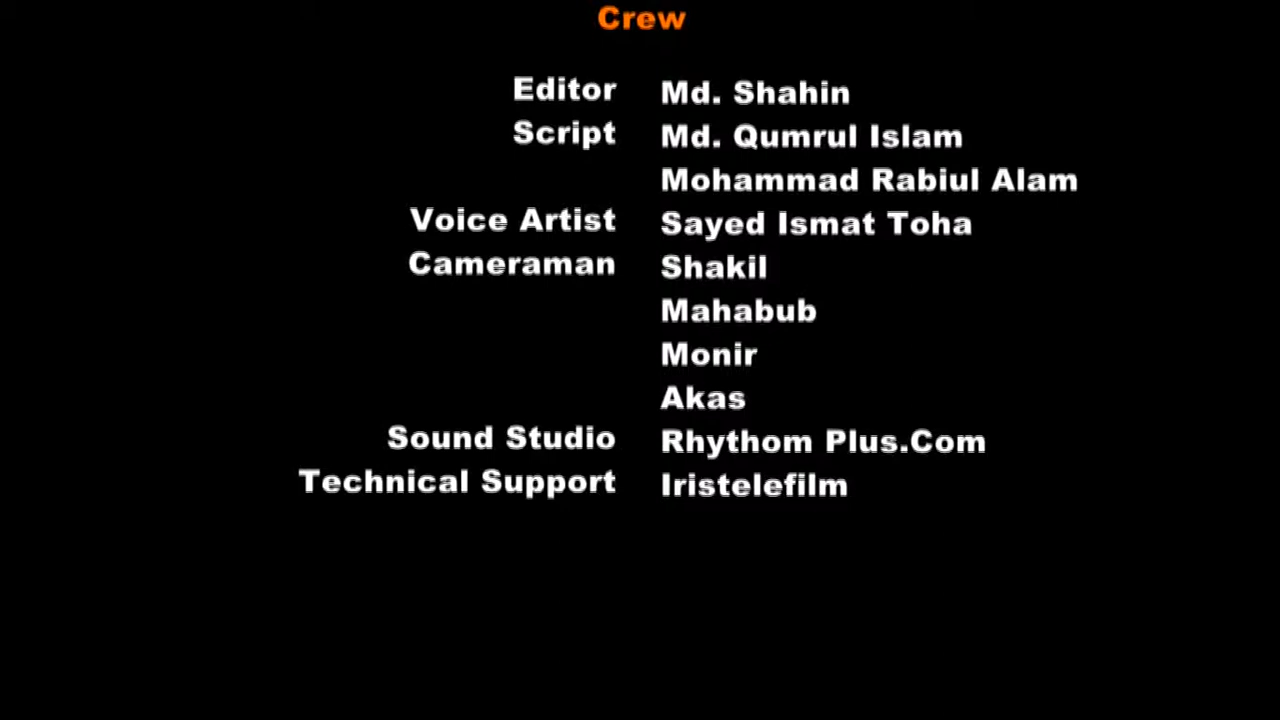 Crew
Editor Md. Shahin
Script Md. Qumrul Islam
Mohammad Rabiul Alam
Voice Artist Sayed Ismat Toha
Cameraman Shakil
Mahabub
Monir
Akas
Sound Studio Rhythom Plus.Com
Technical Support Iristelefilm